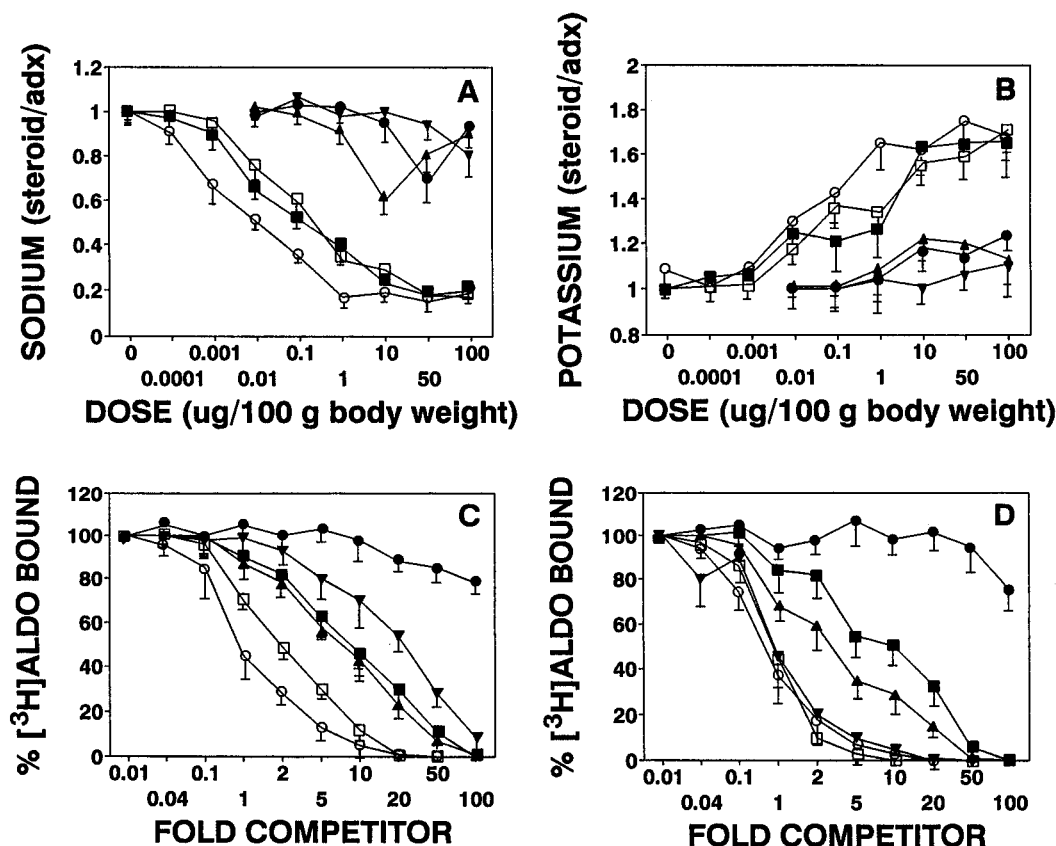 A
SODIUM (steroid/adx)
1.2
1
0.8
0.6
0.4
0.2
0
0 0.001 0.1 10 100
0.0001 0.01 1 50
DOSE (ug/100 g body weight)
B
POTASSIUM (steroid/adx)
2
1.8
1.6
1.4
1.2
1
0.8
0 0.001 0.1 10 100
0.0001 0.01 1 50
DOSE (ug/100 g body weight)
C
% [³H]ALDO BOUND
120
100
80
60
40
20
0
0.01 0.1 2 10 50
0.04 1 5 20 100
FOLD COMPETITOR
D
% [³H]ALDO BOUND
120
100
80
60
40
20
0
0.01 0.1 2 10 50
0.04 1 5 20 100
FOLD COMPETITOR